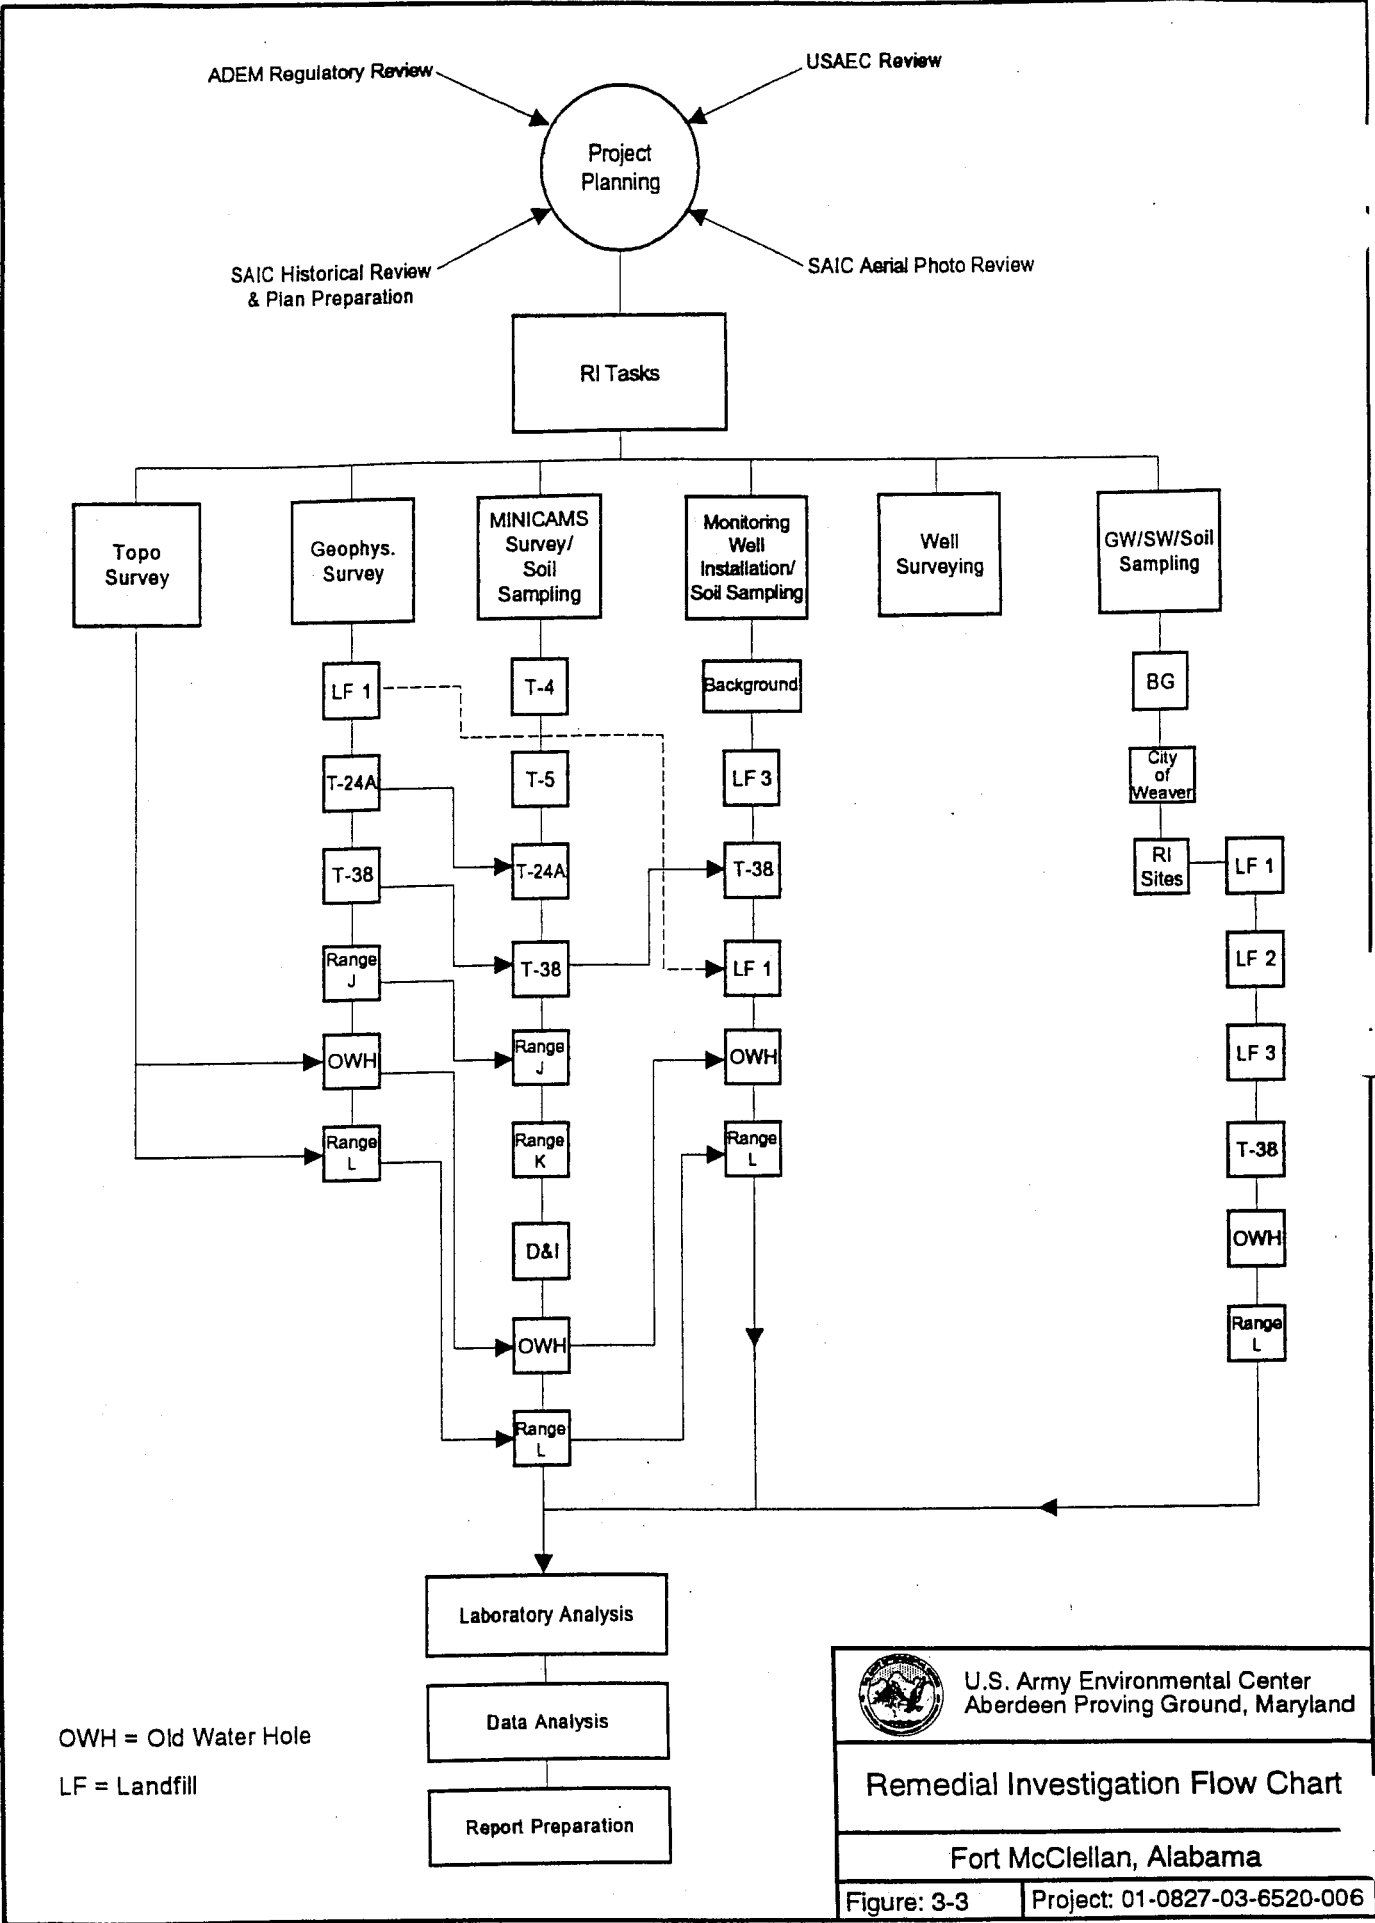 ADEM Regulatory Review
USAEC Review
Project
Planning
SAIC Historical Review
& Plan Preparation
SAIC Aerial Photo Review
RI Tasks
Topo
Survey
Geophys.
Survey
MINICAMS
Survey/
Soil
Sampling
Monitoring
Well
Installation/
Soil Sampling
Well
Surveying
GW/SW/Soil
Sampling
LF 1
T-24A
T-38
Range
J
OWH
Range
L
T-4
T-5
T-24A
T-38
Range
J
Range
K
D&I
OWH
Range
L
Background
LF 3
T-38
LF 1
OWH
Range
L
BG
City
of
Weaver
RI
Sites
LF 1
LF 2
LF 3
T-38
OWH
Range
L
Laboratory Analysis
Data Analysis
Report Preparation
OWH = Old Water Hole
LF = Landfill
U.S. Army Environmental Center
Aberdeen Proving Ground, Maryland
Remedial Investigation Flow Chart
Fort McClellan, Alabama
Figure: 3-3
Project: 01-0827-03-6520-006